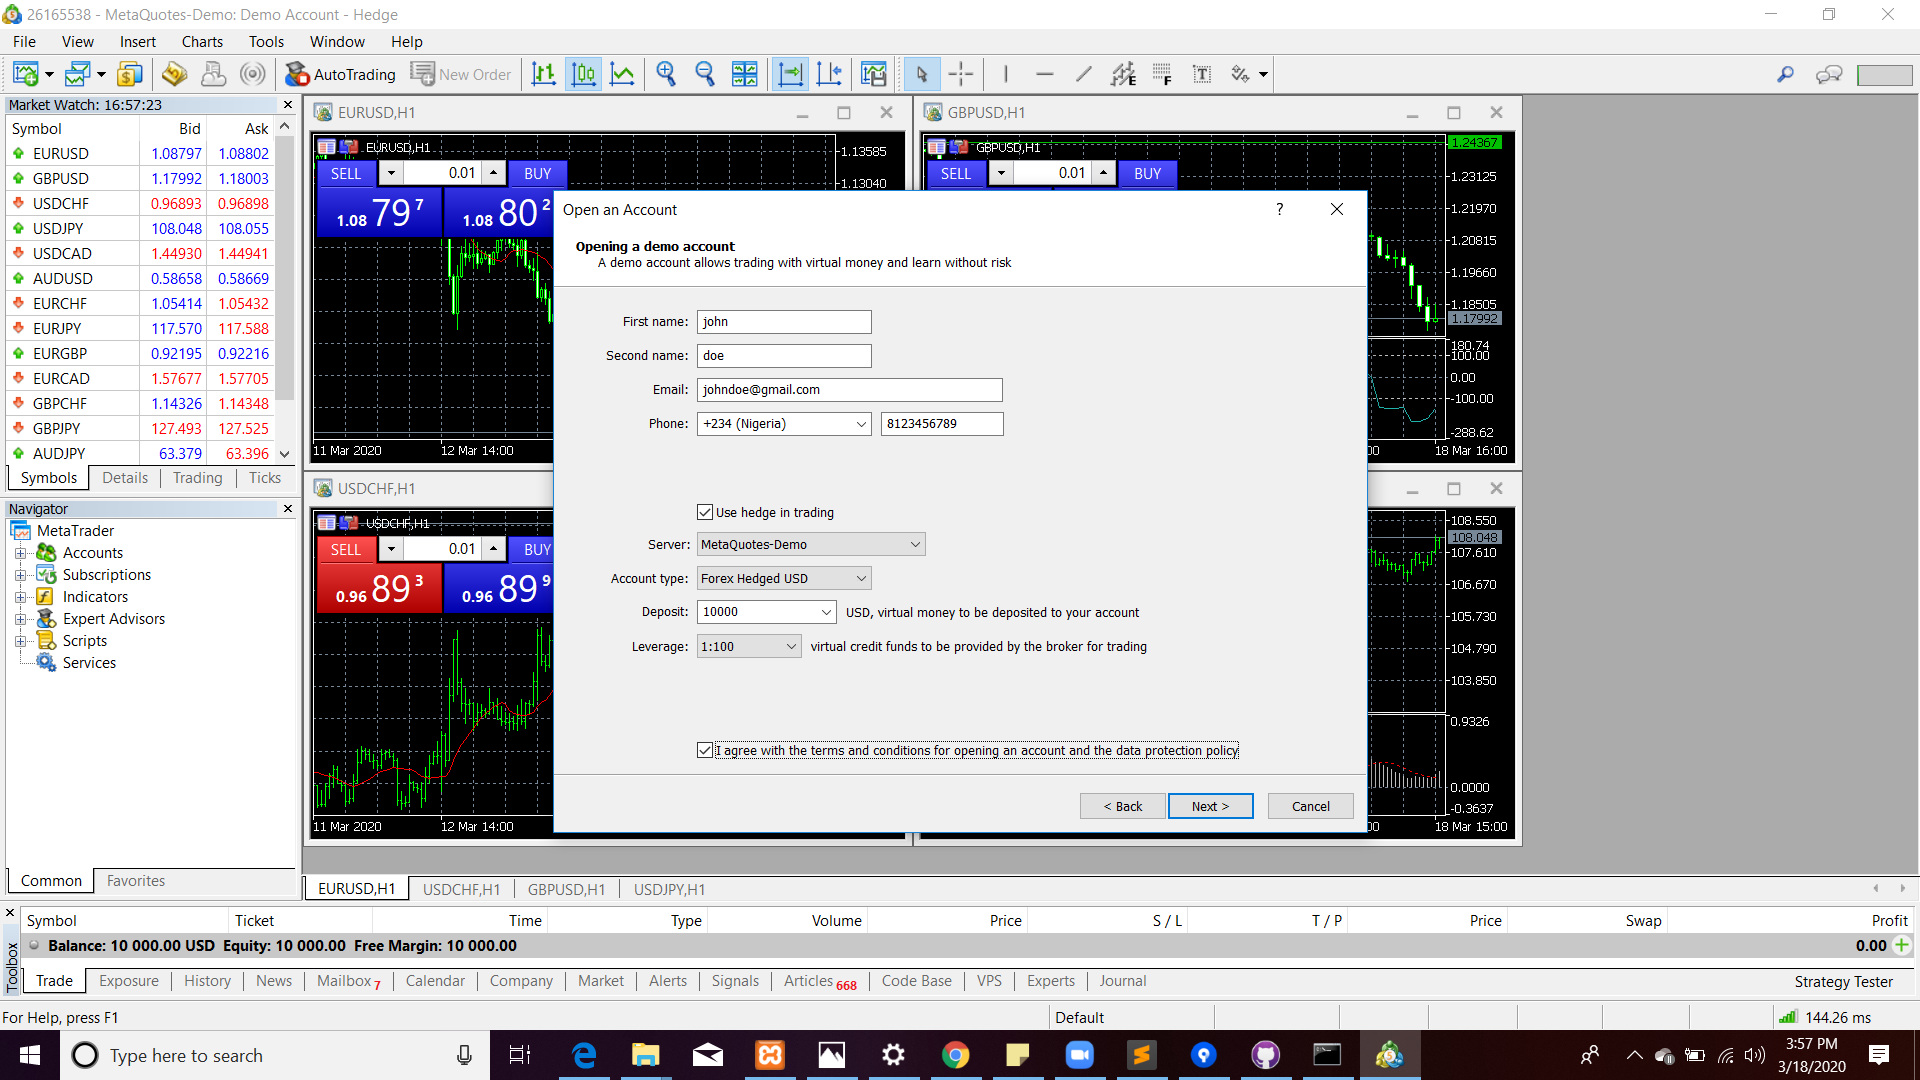 26165538 - MetaQuotes-Demo: Demo Account - Hedge
File View Insert Charts Tools Window Help
AutoTrading New Order
Market Watch: 16:57:23
Symbol Bid Ask
EURUSD 1.08797 1.08802
GBPUSD 1.17992 1.18003
USDCHF 0.96893 0.96898
USDJPY 108.048 108.055
USDCAD 1.44930 1.44941
AUDUSD 0.58658 0.58669
EURCHF 1.05414 1.05432
EURJPY 117.570 117.588
EURGBP 0.92195 0.92216
EURCAD 1.57677 1.57705
GBPCHF 1.14326 1.14348
GBPJPY 127.493 127.525
AUDJPY 63.379 63.396
Symbols Details Trading Ticks
Navigator
MetaTrader
Accounts
Subscriptions
Indicators
Expert Advisors
Scripts
Services
Common Favorites
EURUSD,H1
EURUSD,H1
SELL 0.01 BUY
1.08 79 7 1.08 80 2
1.13585
1.13040
11 Mar 2020 12 Mar 14:00
GBPUSD,H1
GBPUSD,H1
SELL 0.01 BUY
1.24367
1.23125
1.21970
1.20815
1.19660
1.18505
1.17992
180.74
100.00
0.00
-100.00
-288.62
00 18 Mar 16:00
USDCHF,H1
USDCHF,H1
SELL 0.01 BUY
0.96 89 3 0.96 89 9
11 Mar 2020 12 Mar 14:00
108.550
108.048
107.610
106.670
105.730
104.790
103.850
0.9326
0.0000
-0.3637
00 18 Mar 15:00
Open an Account ?
Opening a demo account
A demo account allows trading with virtual money and learn without risk
First name: john
Second name: doe
Email: johndoe@gmail.com
Phone: +234 (Nigeria) 8123456789
Use hedge in trading
Server: MetaQuotes-Demo
Account type: Forex Hedged USD
Deposit: 10000 USD, virtual money to be deposited to your account
Leverage: 1:100 virtual credit funds to be provided by the broker for trading
I agree with the terms and conditions for opening an account and the data protection policy
< Back Next > Cancel
EURUSD,H1 USDCHF,H1 GBPUSD,H1 USDJPY,H1
Symbol Ticket Time Type Volume Price S / L T / P Price Swap Profit
Balance: 10 000.00 USD Equity: 10 000.00 Free Margin: 10 000.00 0.00
Toolbox
Trade Exposure History News Mailbox 7 Calendar Company Market Alerts Signals Articles 668 Code Base VPS Experts Journal Strategy Tester
For Help, press F1 Default 144.26 ms
Type here to search
3:57 PM
3/18/2020